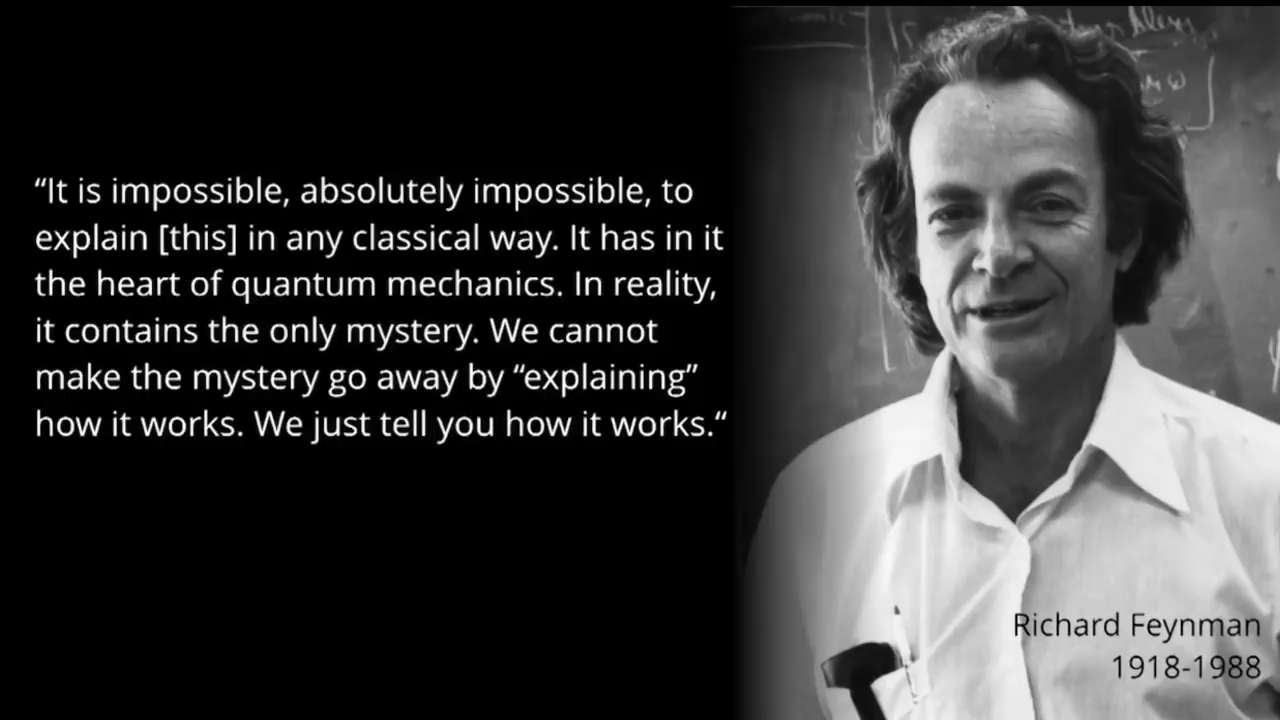 “It is impossible, absolutely impossible, to
explain [this] in any classical way. It has in it
the heart of quantum mechanics. In reality,
it contains the only mystery. We cannot
make the mystery go away by “explaining”
how it works. We just tell you how it works.“
Richard Feynman
1918-1988